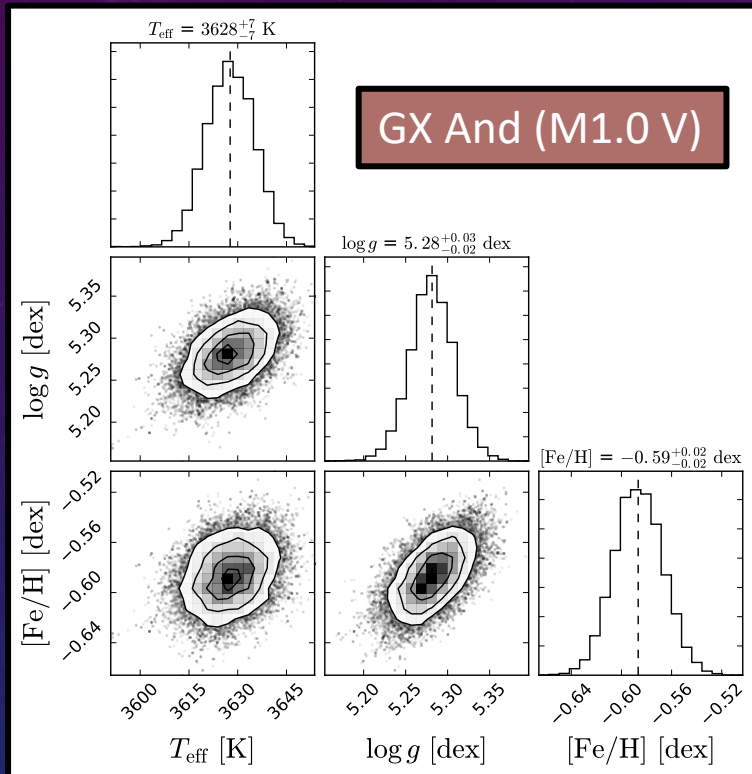 T_eff = 3628^{+7}_{-7} K
GX And (M1.0 V)
log g = 5.28^{+0.03}_{-0.02} dex
5.35
5.30
5.25
5.20
log g [dex]
[Fe/H] = −0.59^{+0.02}_{-0.02} dex
−0.52
−0.56
−0.60
−0.64
[Fe/H] [dex]
3600 3615 3630 3645
5.20 5.25 5.30 5.35
−0.64 −0.60 −0.56 −0.52
T_eff [K] log g [dex] [Fe/H] [dex]